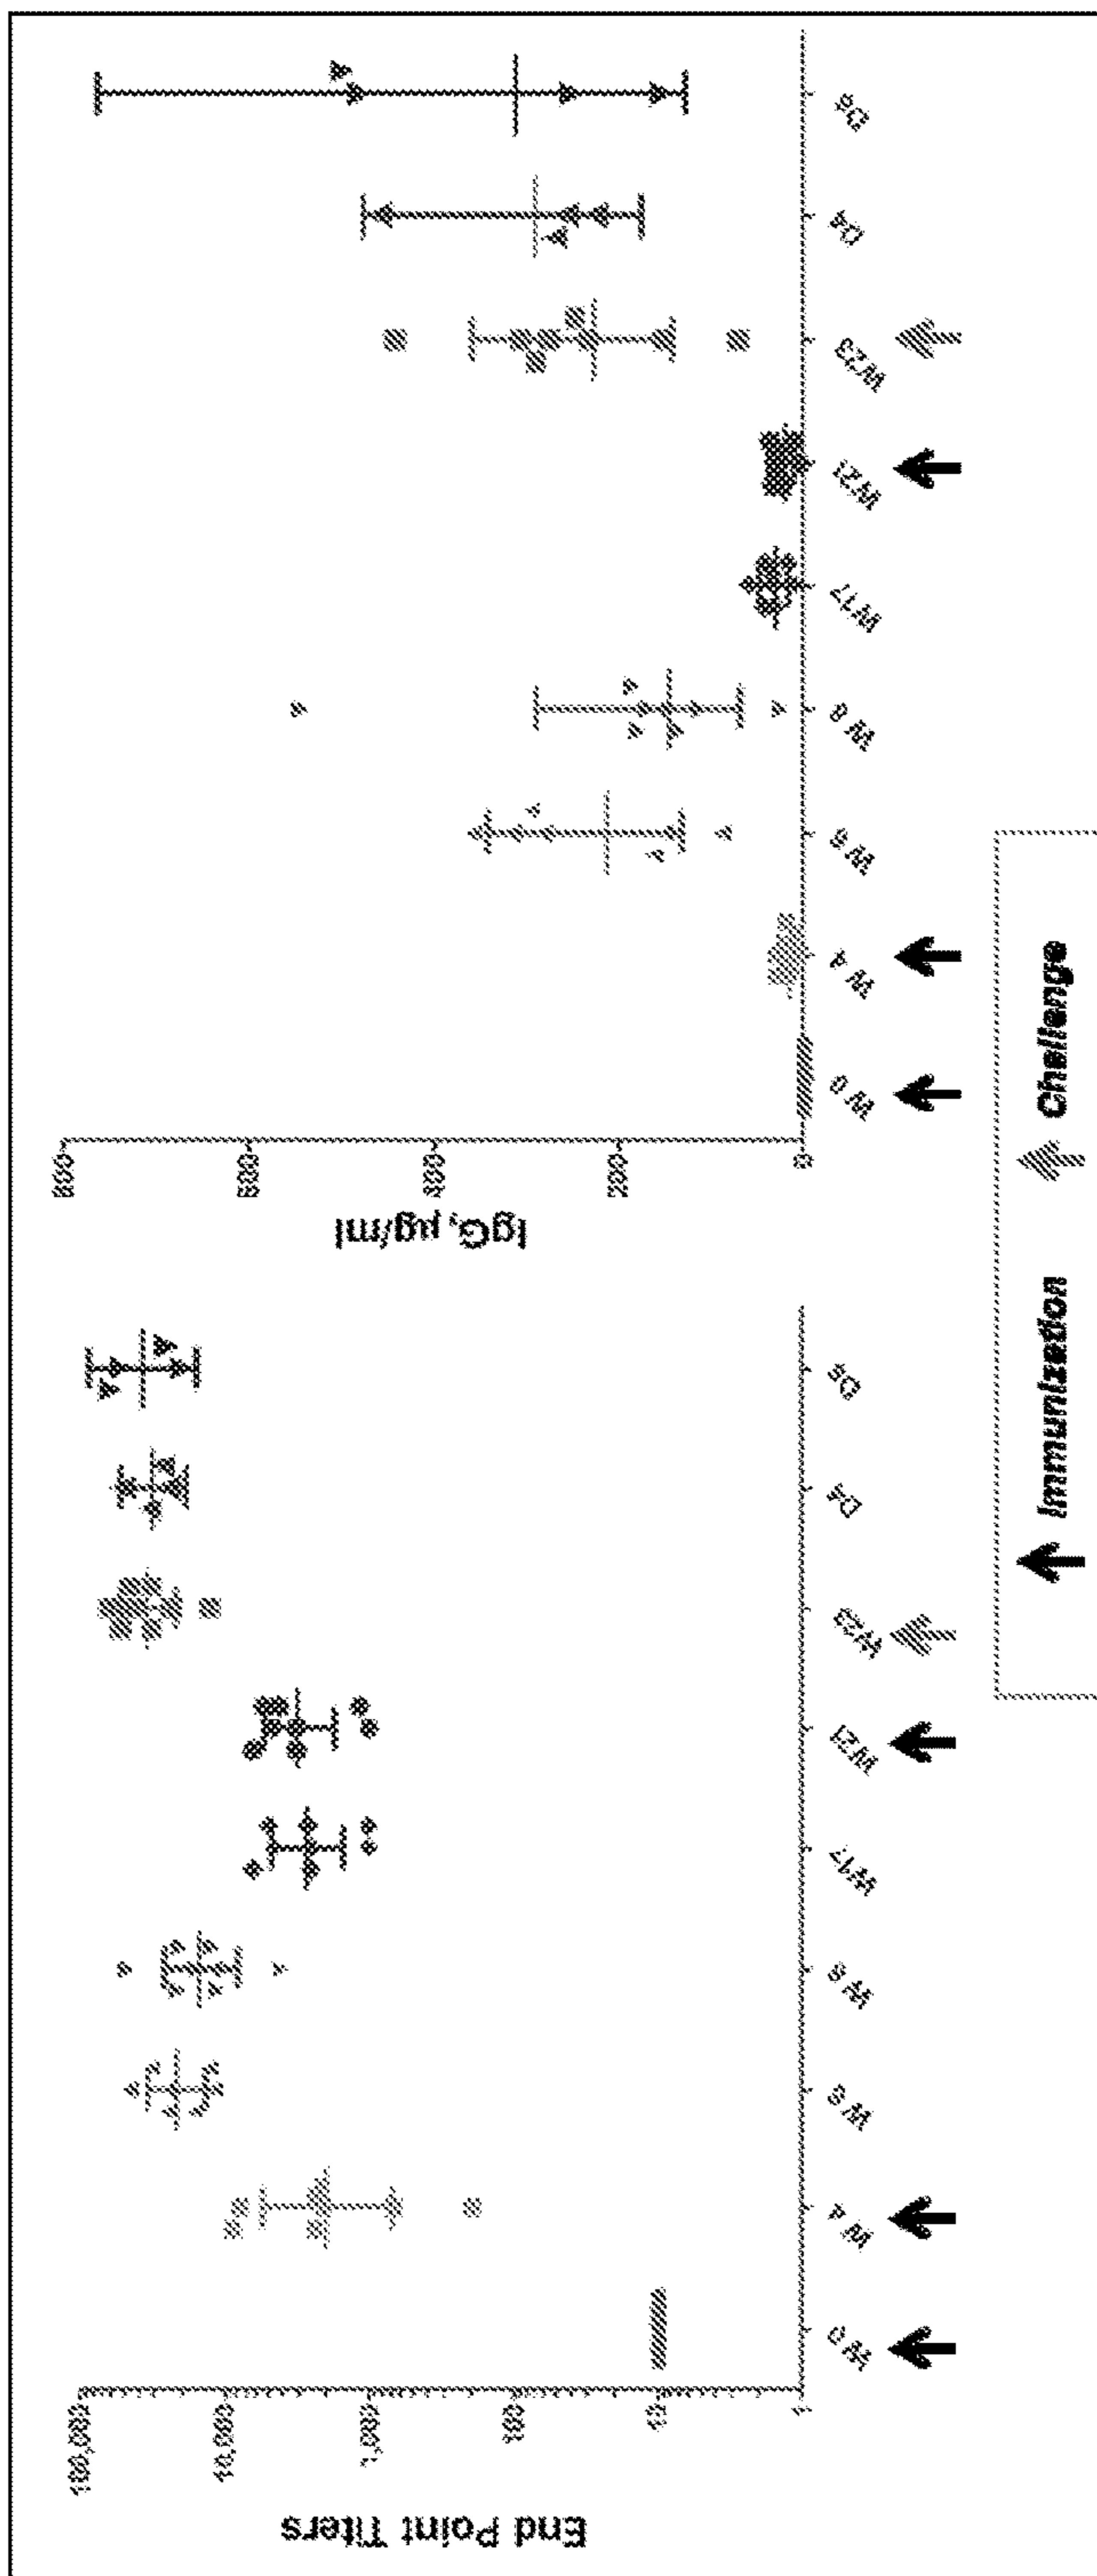 End Point Titers
100,000
10,000
1,000
100
10
1
W 0
W 4
W 6
W 8
W17
W21
W23
D4
IgG, µg/ml
800
600
400
200
0
W 0
W 4
W 6
W 8
W17
W21
W23
D4
Immunization
Challenge